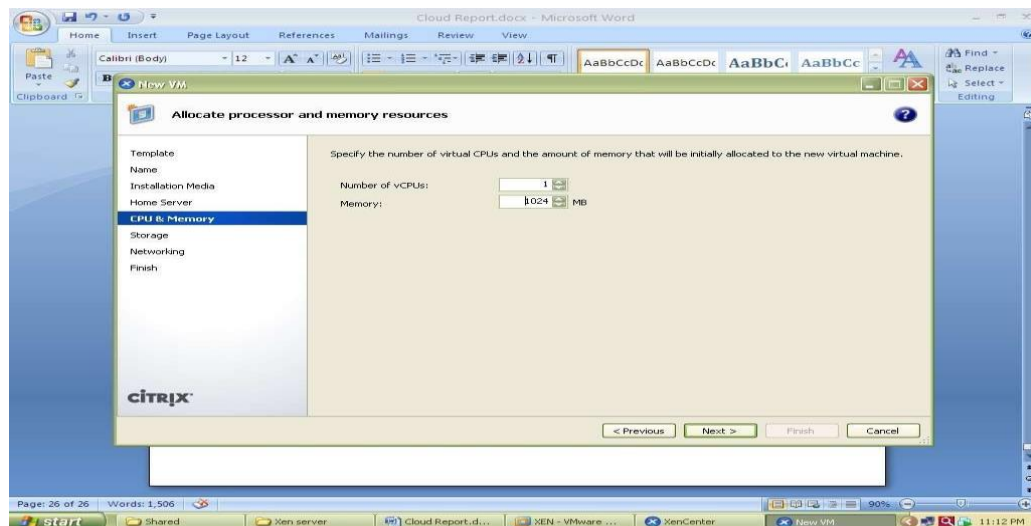 Cloud Report.docx - Microsoft Word
Home Insert Page Layout References Mailings Review View
Calibri (Body) 12
Paste
Clipboard
AaBbCcDc AaBbCcDc AaBbC AaBbCc
Find
Replace
Select
Editing
New VM
Allocate processor and memory resources
Template
Name
Installation Media
Home Server
CPU & Memory
Storage
Networking
Finish
Specify the number of virtual CPUs and the amount of memory that will be initially allocated to the new virtual machine.
Number of vCPUs: 1
Memory: 1024 MB
CITRIX
< Previous Next > Finish Cancel
Page: 26 of 26 Words: 1,506 90%
start Shared Xen server Cloud Report.d... XEN - VMware ... XenCenter New VM 11:12 PM